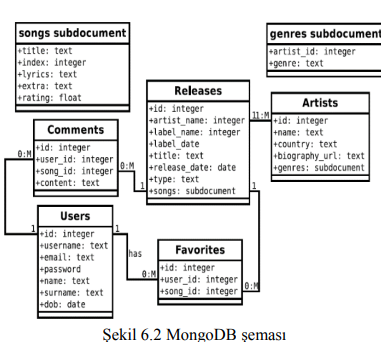 songs subdocument
+title: text
+index: integer
+lyrics: text
+extra: text
+rating: float
genres subdocument
+artist_id: integer
+genre: text
Releases
+id: integer
+artist_name: integer
+label_name: integer
+label_date
+title: text
+release_date: date
+type: text
+songs: subdocument
11:M
Artists
+id: integer
+name: text
+country: text
+biography_url: text
+genres: subdocument
Comments
+id: integer
+user_id: integer
+song_id: integer
+content: text
0:M
0:M
1
1
Users
+id: integer
+username: text
+email: text
+password
+name: text
+surname: text
+dob: date
1
1
has
0:M
Favorites
+id: integer
+user_id: integer
+song_id: integer
0:M
Şekil 6.2 MongoDB şeması